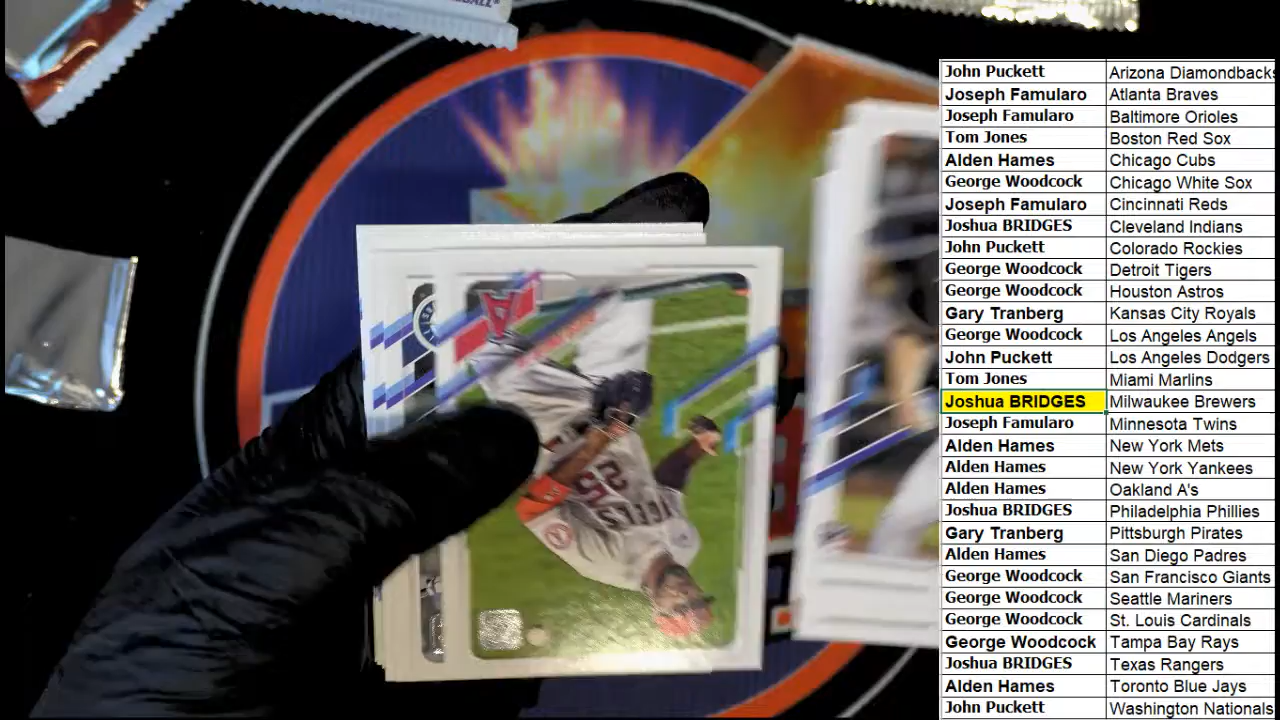 John Puckett Arizona Diamondbacks
Joseph Famularo Atlanta Braves
Joseph Famularo Baltimore Orioles
Tom Jones Boston Red Sox
Alden Hames Chicago Cubs
George Woodcock Chicago White Sox
Joseph Famularo Cincinnati Reds
Joshua BRIDGES Cleveland Indians
John Puckett Colorado Rockies
George Woodcock Detroit Tigers
George Woodcock Houston Astros
Gary Tranberg Kansas City Royals
George Woodcock Los Angeles Angels
John Puckett Los Angeles Dodgers
Tom Jones Miami Marlins
Joshua BRIDGES Milwaukee Brewers
Joseph Famularo Minnesota Twins
Alden Hames New York Mets
Alden Hames New York Yankees
Alden Hames Oakland A's
Joshua BRIDGES Philadelphia Phillies
Gary Tranberg Pittsburgh Pirates
Alden Hames San Diego Padres
George Woodcock San Francisco Giants
George Woodcock Seattle Mariners
George Woodcock St. Louis Cardinals
George Woodcock Tampa Bay Rays
Joshua BRIDGES Texas Rangers
Alden Hames Toronto Blue Jays
John Puckett Washington Nationals
25